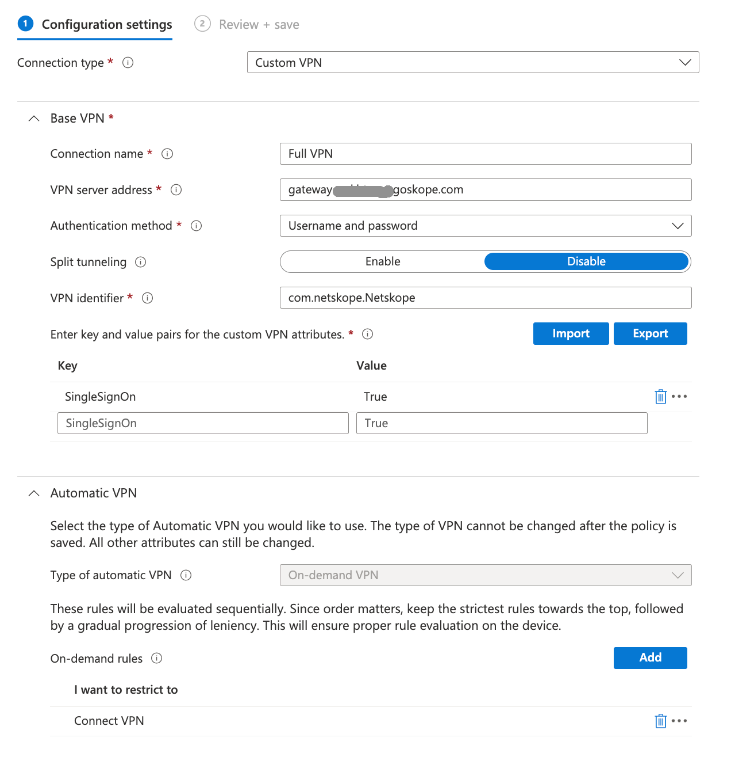 1 Configuration settings 2 Review + save
Connection type *
Custom VPN
Base VPN *
Connection name *
Full VPN
VPN server address *
gateway goskope.com
Authentication method *
Username and password
Split tunneling
Enable Disable
VPN identifier *
com.netskope.Netskope
Enter key and value pairs for the custom VPN attributes. *
Import Export
Key Value
SingleSignOn True
SingleSignOn True
Automatic VPN
Select the type of Automatic VPN you would like to use. The type of VPN cannot be changed after the policy is
saved. All other attributes can still be changed.
Type of automatic VPN
On-demand VPN
These rules will be evaluated sequentially. Since order matters, keep the strictest rules towards the top, followed
by a gradual progression of leniency. This will ensure proper rule evaluation on the device.
On-demand rules
Add
I want to restrict to
Connect VPN